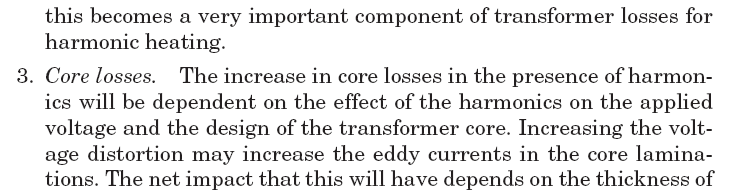 this becomes a very important component of transformer losses for
harmonic heating.
3. Core losses. The increase in core losses in the presence of harmon-
ics will be dependent on the effect of the harmonics on the applied
voltage and the design of the transformer core. Increasing the volt-
age distortion may increase the eddy currents in the core lamina-
tions. The net impact that this will have depends on the thickness of